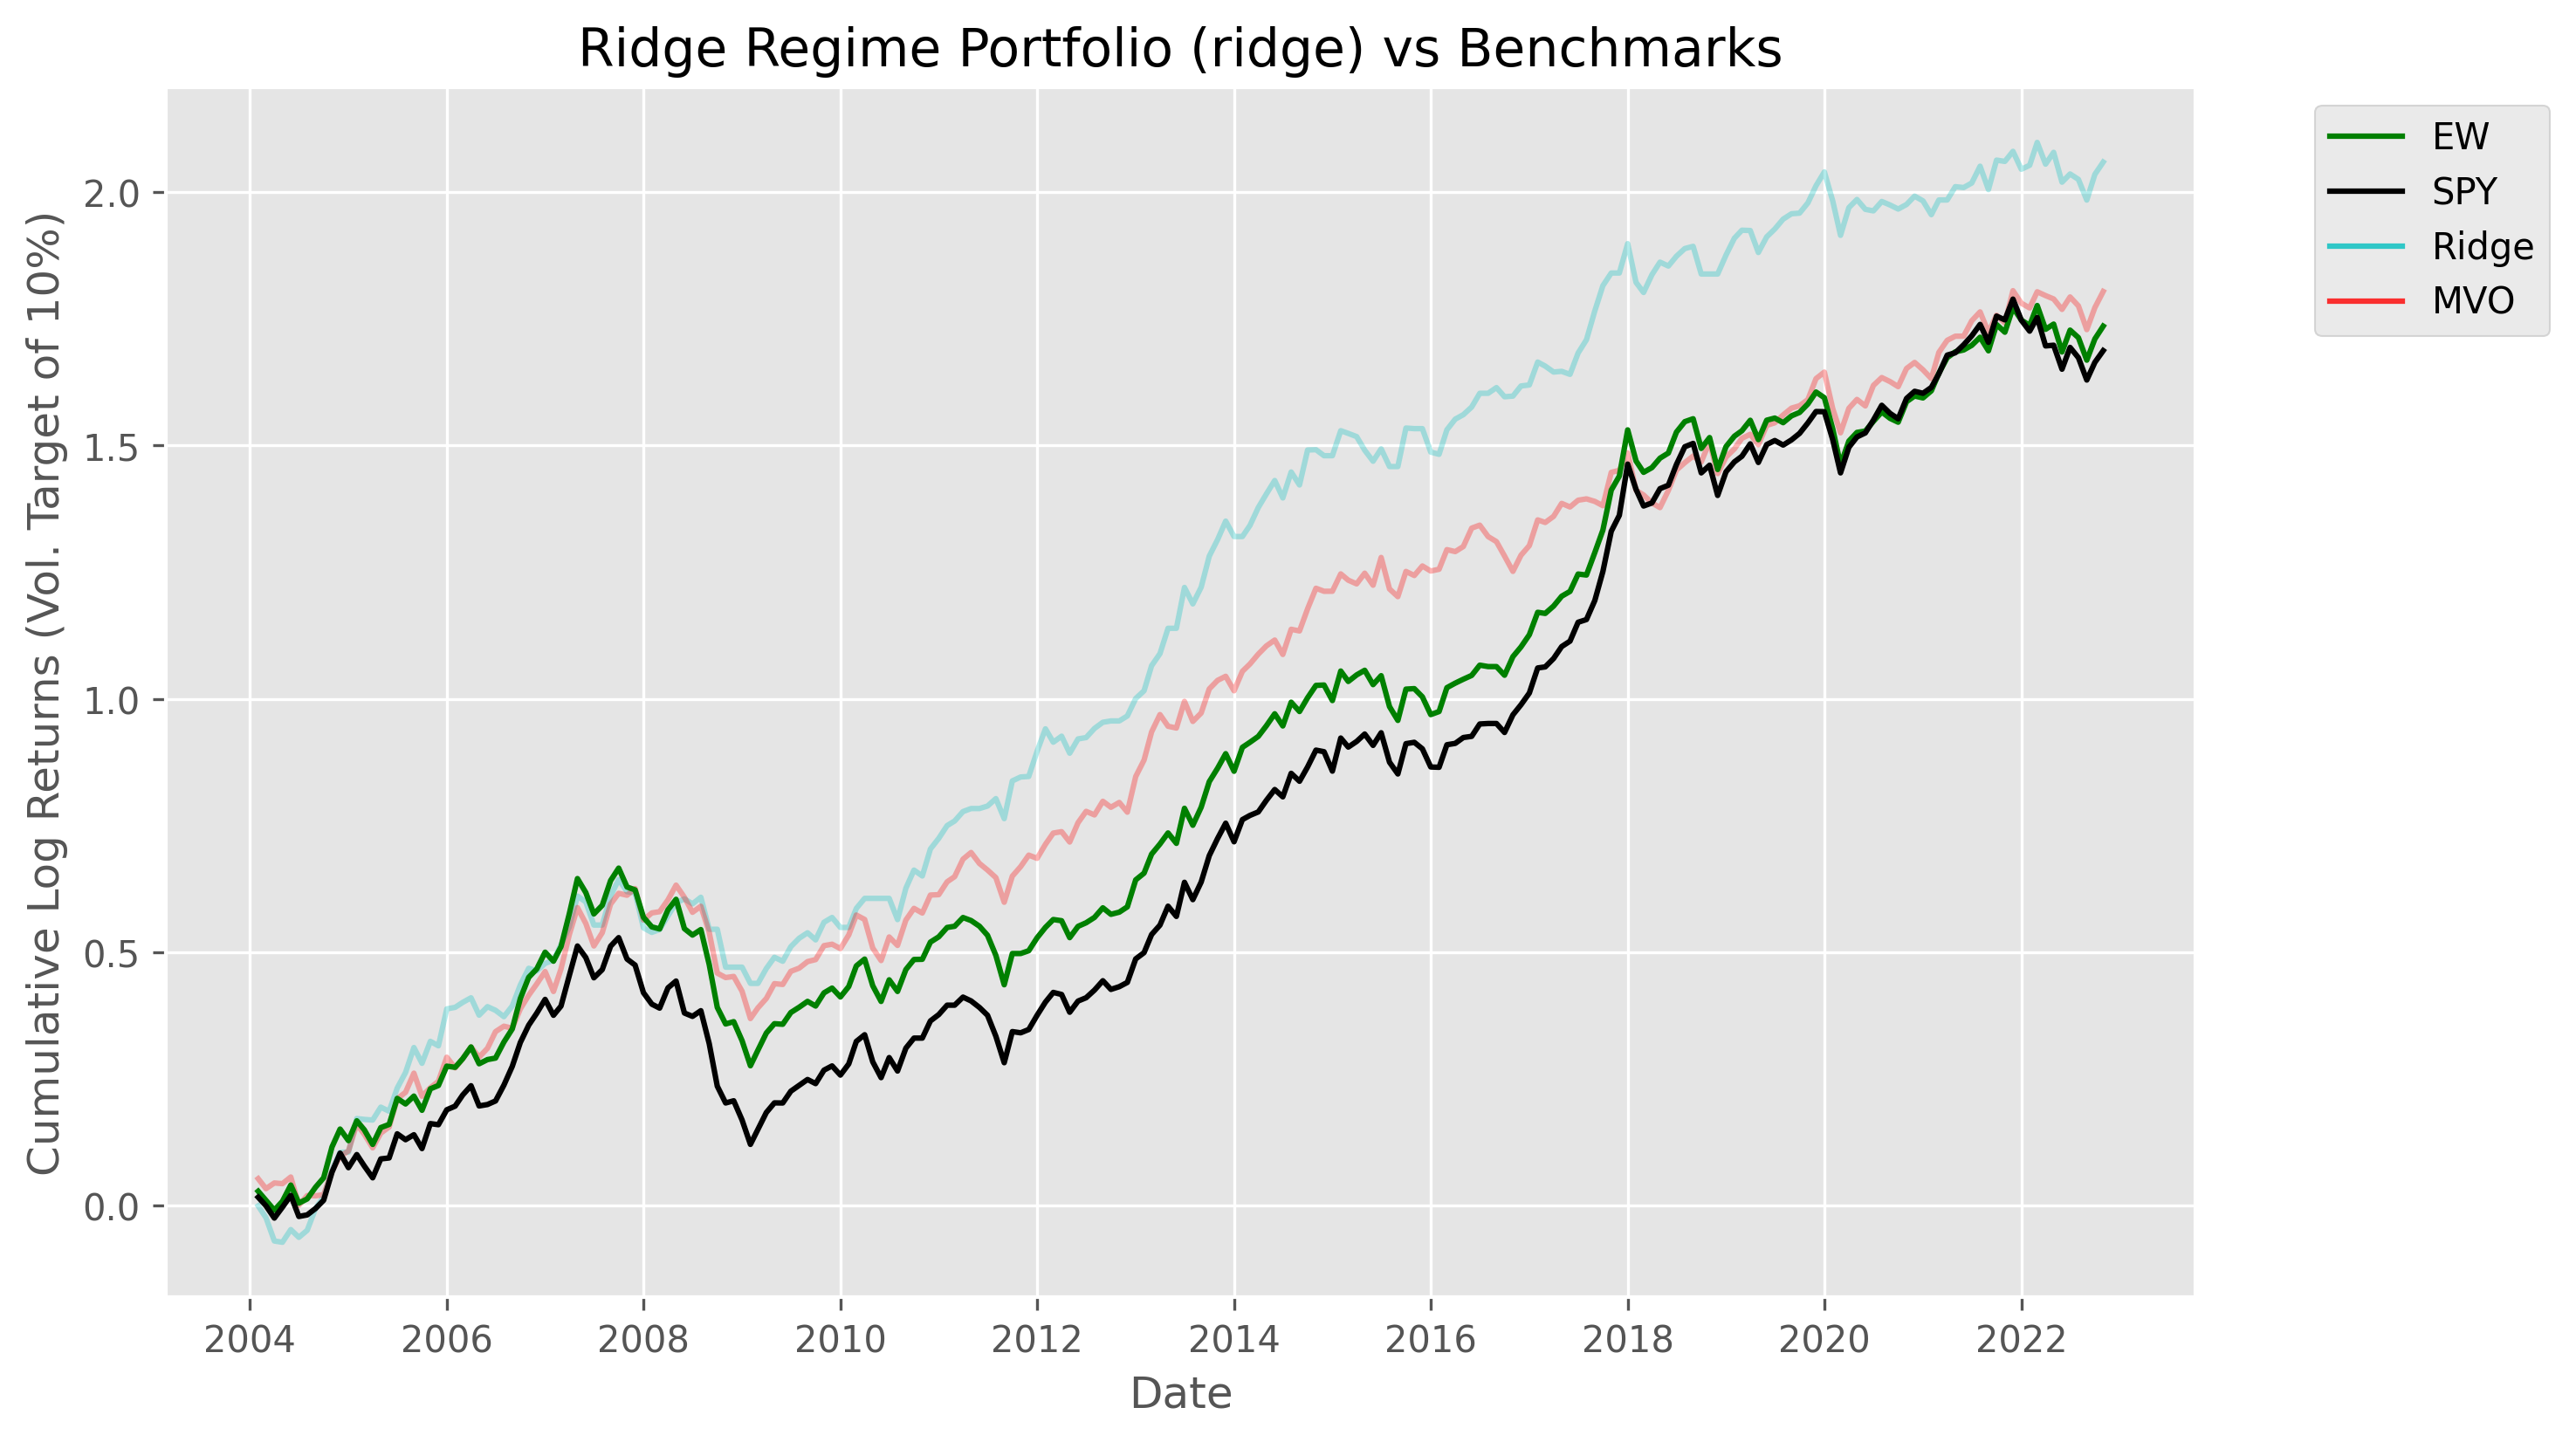 Ridge Regime Portfolio (ridge) vs Benchmarks
EW
SPY
Ridge
MVO
Cumulative Log Returns (Vol. Target of 10%)
2.0
1.5
1.0
0.5
0.0
2004 2006 2008 2010 2012 2014 2016 2018 2020 2022
Date